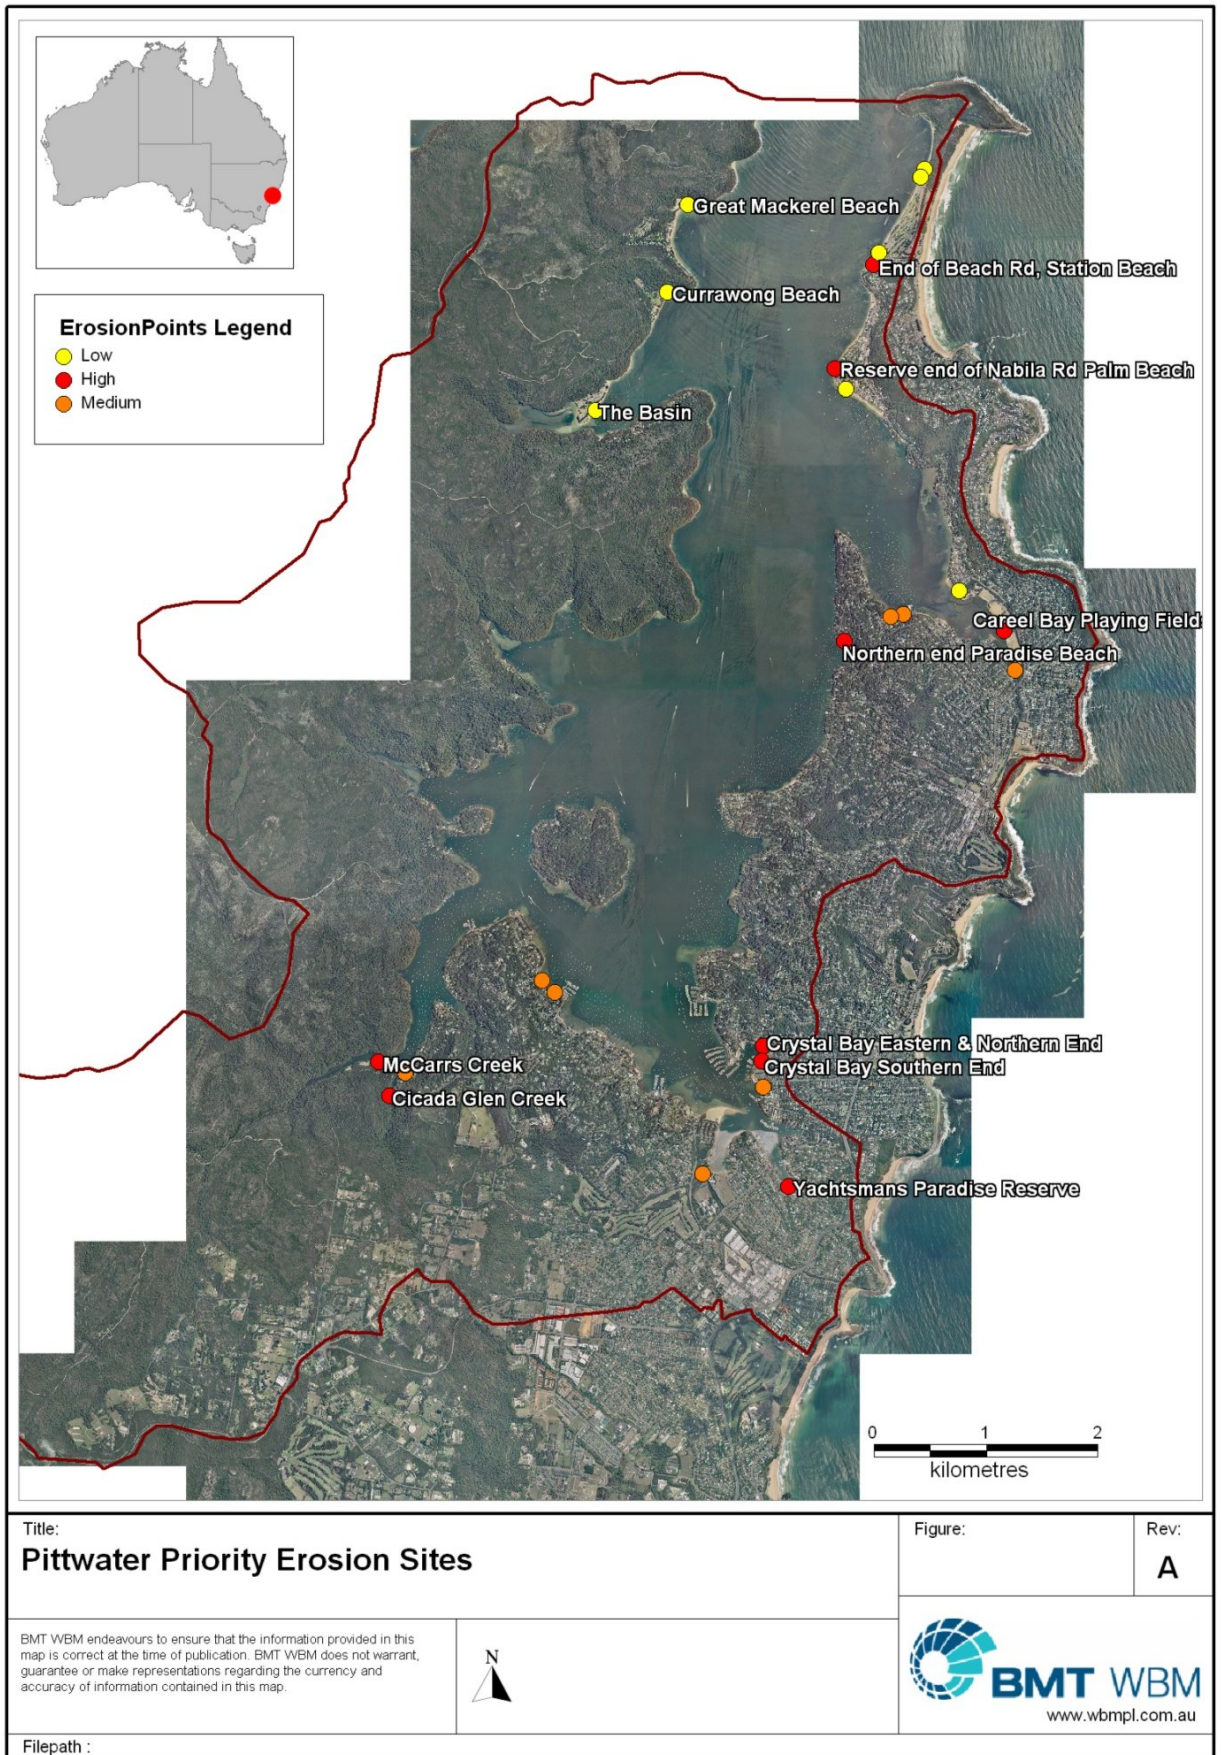 ErosionPoints Legend
Low
High
Medium
Great Mackerel Beach
End of Beach Rd, Station Beach
Currawong Beach
Reserve end of Nabila Rd Palm Beach
The Basin
Careel Bay Playing Field
Northern end Paradise Beach
Crystal Bay Eastern & Northern End
Crystal Bay Southern End
McCarrs Creek
Cicada Glen Creek
Yachtsmans Paradise Reserve
0 1 2
kilometres
Title:
Pittwater Priority Erosion Sites
Figure:
Rev:
A
BMT WBM endeavours to ensure that the information provided in this
map is correct at the time of publication. BMT WBM does not warrant,
guarantee or make representations regarding the currency and
accuracy of information contained in this map.
N
BMT WBM
www.wbmpl.com.au
Filepath :